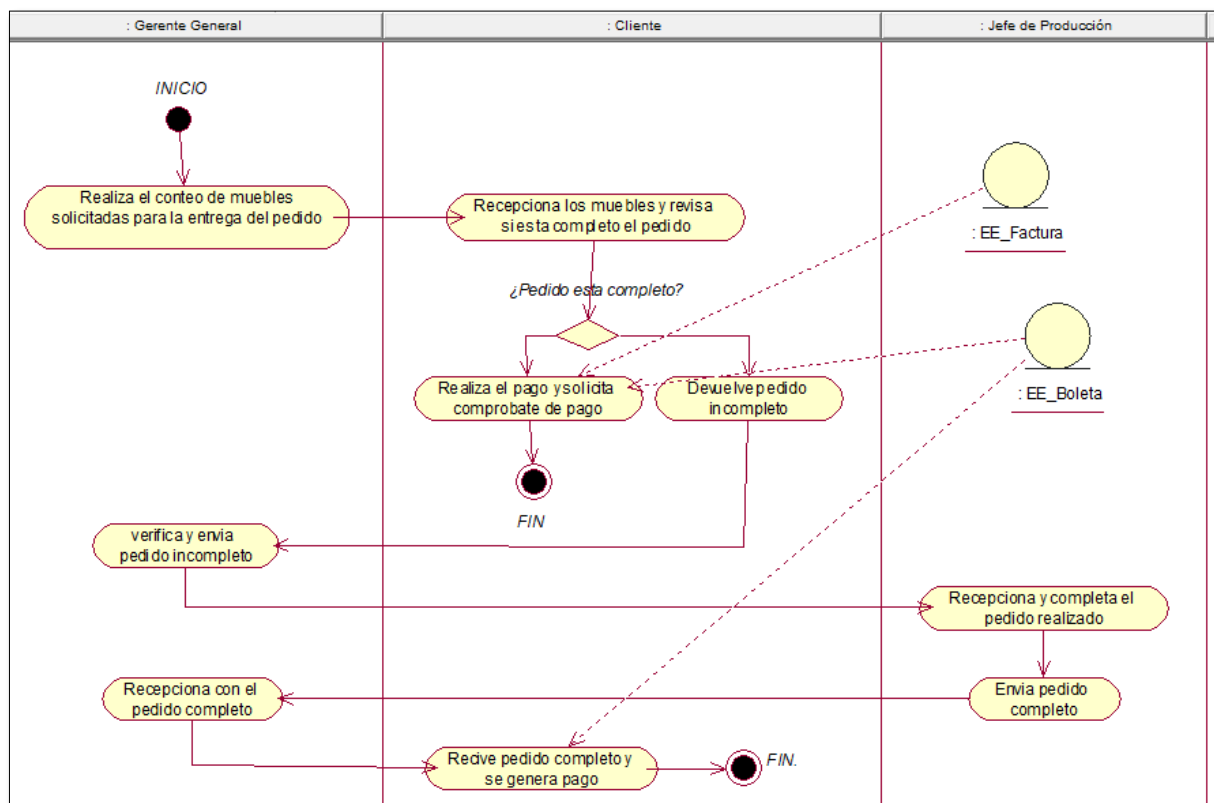 : Gerente General
: Cliente
: Jefe de Producción
INICIO
Realiza el conteo de muebles
solicitadas para la entrega del pedido
Recepciona los muebles y revisa
si esta completo el pedido
: EE_Factura
¿Pedido esta completo?
Realiza el pago y solicita
comprobate de pago
Devuelve pedido
incompleto
: EE_Boleta
FIN
verifica y envia
pedido incompleto
Recepciona y completa el
pedido realizado
Recepciona con el
pedido completo
Envia pedido
completo
Recive pedido completo y
se genera pago
FIN.